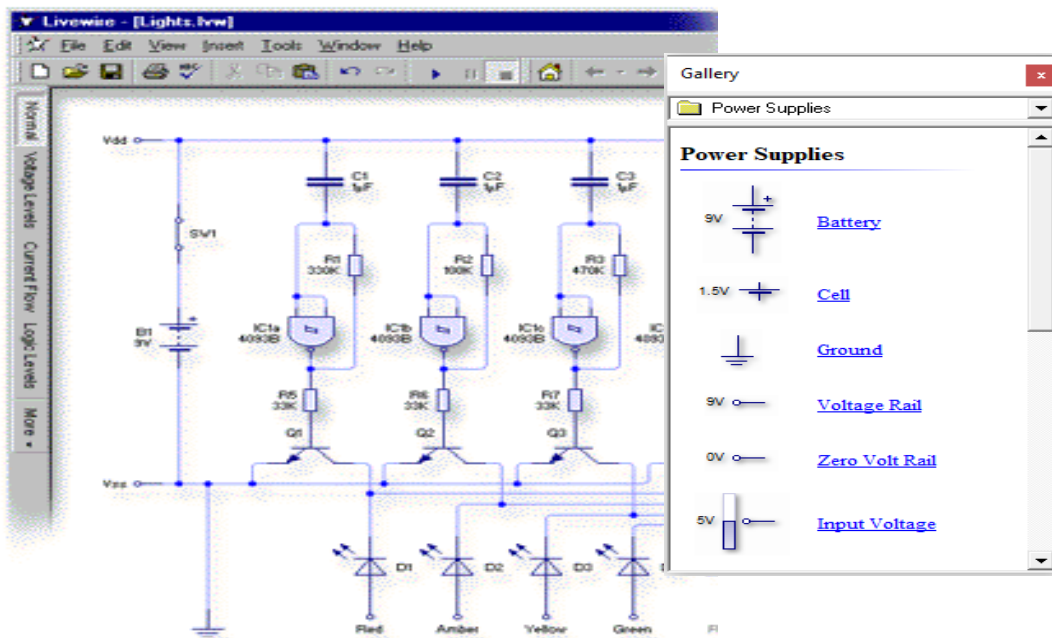 Livewire - [Lights.lvw]
File Edit View Insert Tools Window Help
Normal
Voltage Levels
Current Flow
Logic Levels
More
Vdd
C1
1µF
C2
1µF
C3
1µF
SW1
R1
330K
R2
100K
R3
470K
B1
9V
IC1a
4093B
IC1b
4093B
IC1c
4093B
IC
4093
R5
33K
R6
33K
R7
33K
Q1
Q2
Q3
Vss
D1
D2
D3
Red
Amber
Yellow
Green
Gallery
Power Supplies
Power Supplies
9V
Battery
1.5V
Cell
Ground
9V
Voltage Rail
0V
Zero Volt Rail
5V
Input Voltage